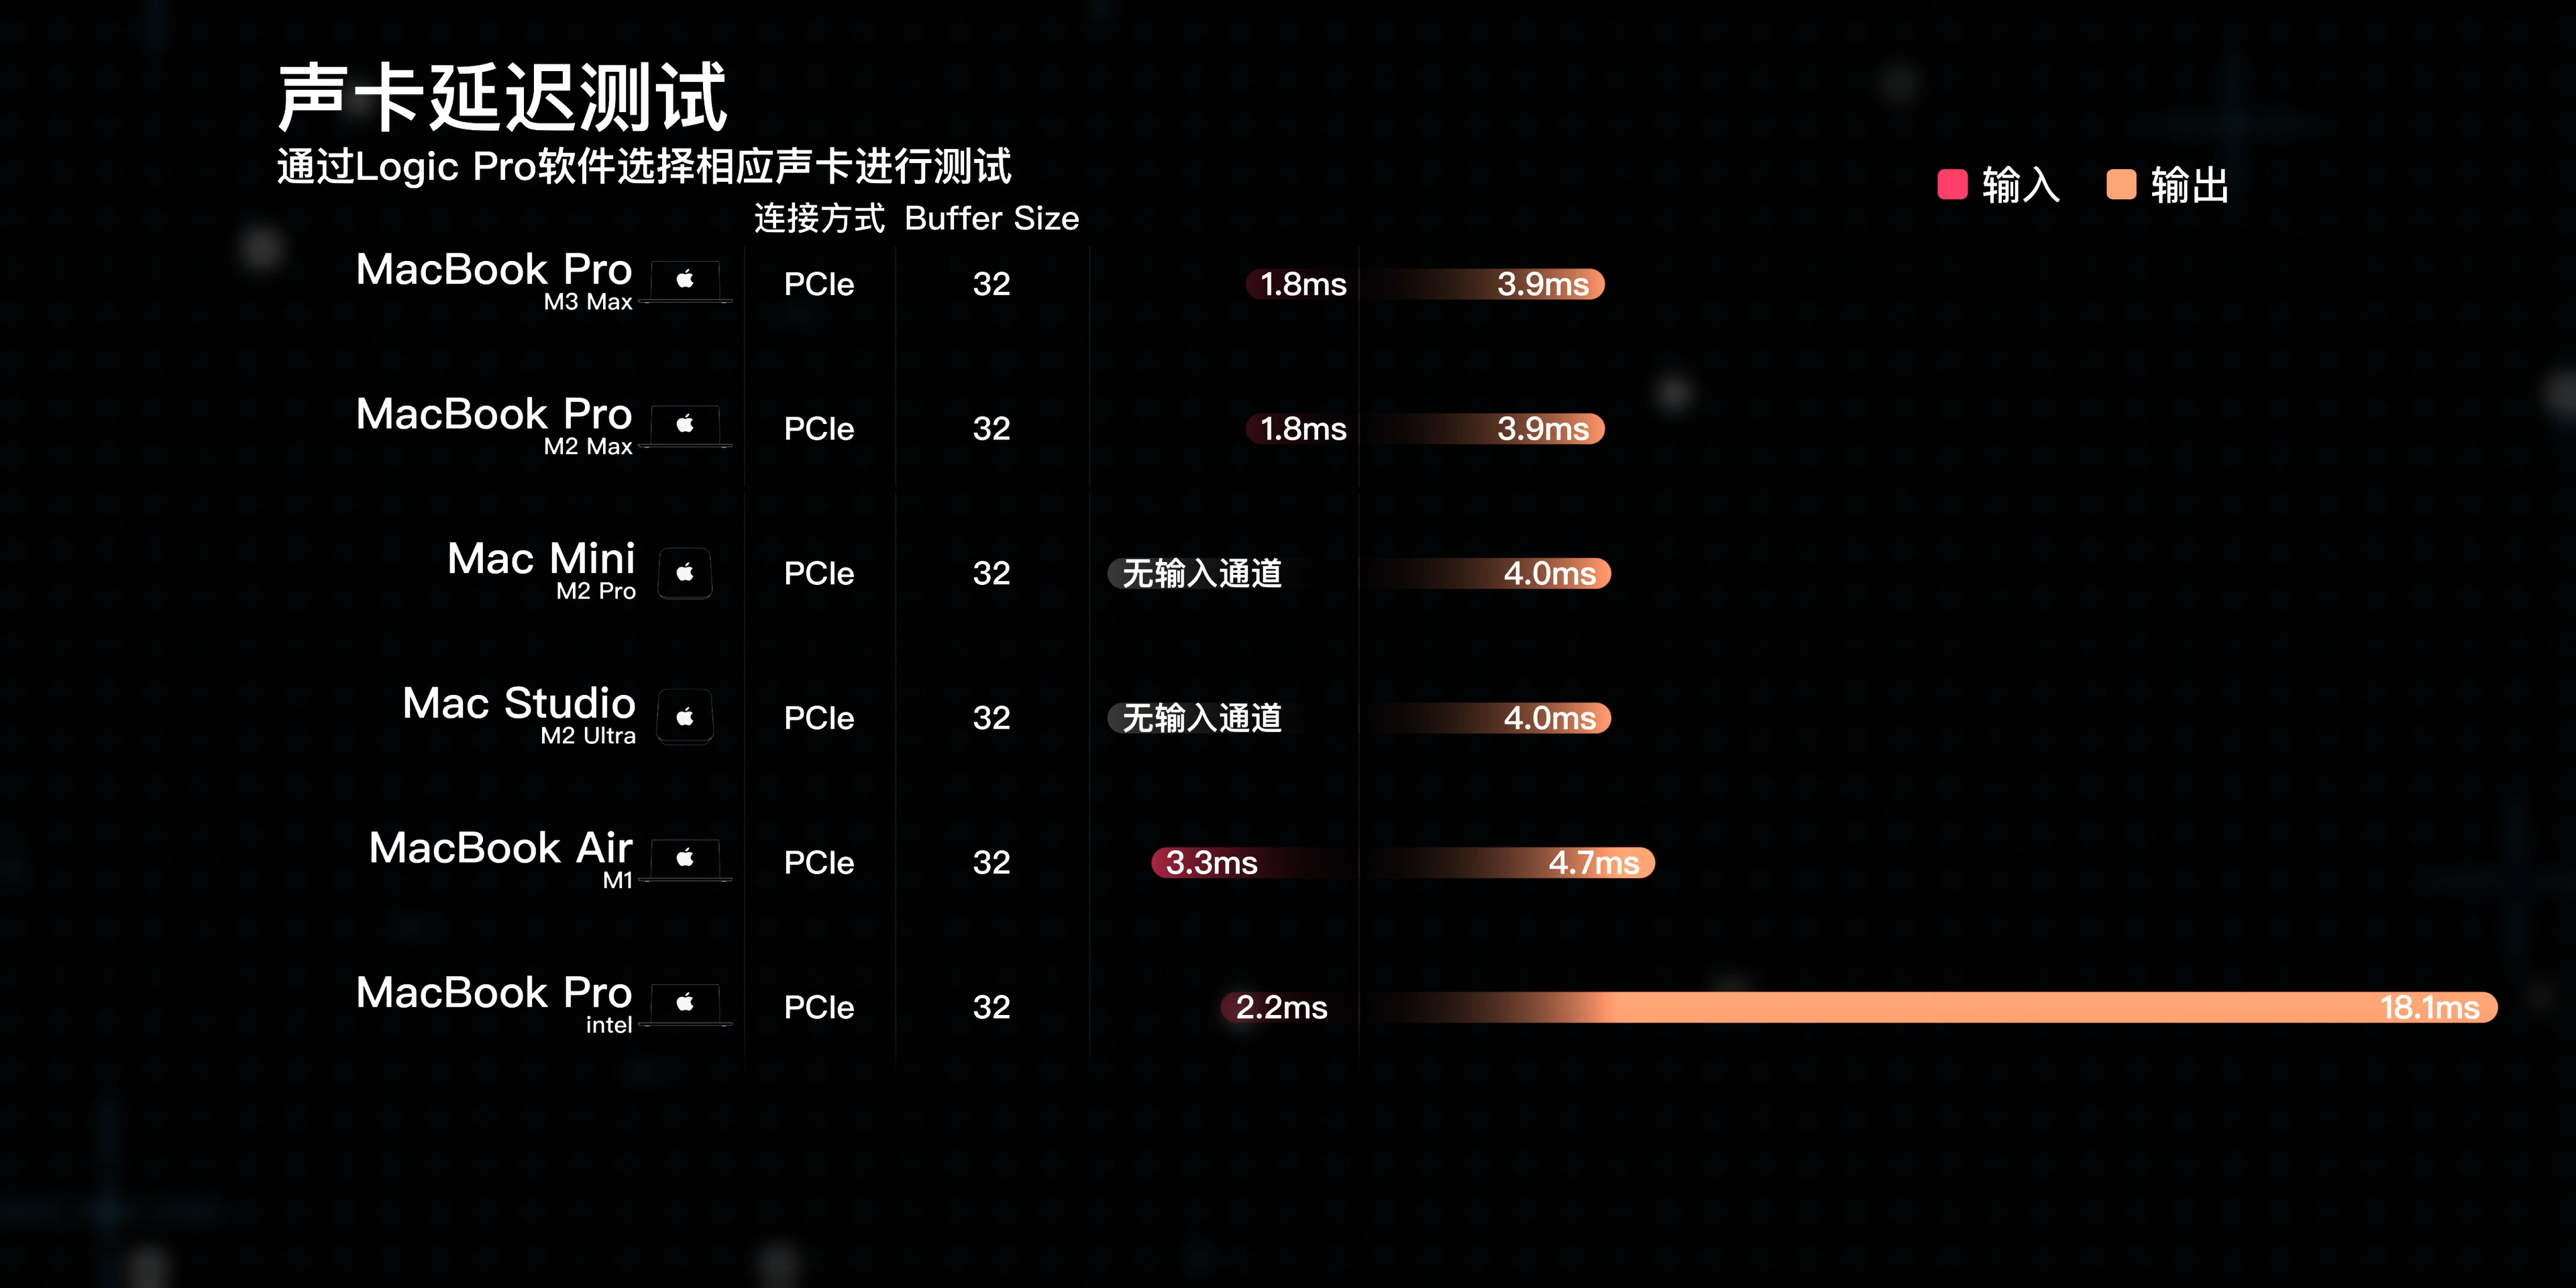 声卡延迟测试
通过Logic Pro软件选择相应声卡进行测试
输入 输出
连接方式 Buffer Size
MacBook Pro
M3 Max
PCIe 32 1.8ms 3.9ms
MacBook Pro
M2 Max
PCIe 32 1.8ms 3.9ms
Mac Mini
M2 Pro
PCIe 32 无输入通道 4.0ms
Mac Studio
M2 Ultra
PCIe 32 无输入通道 4.0ms
MacBook Air
M1
PCIe 32 3.3ms 4.7ms
MacBook Pro
intel
PCIe 32 2.2ms 18.1ms